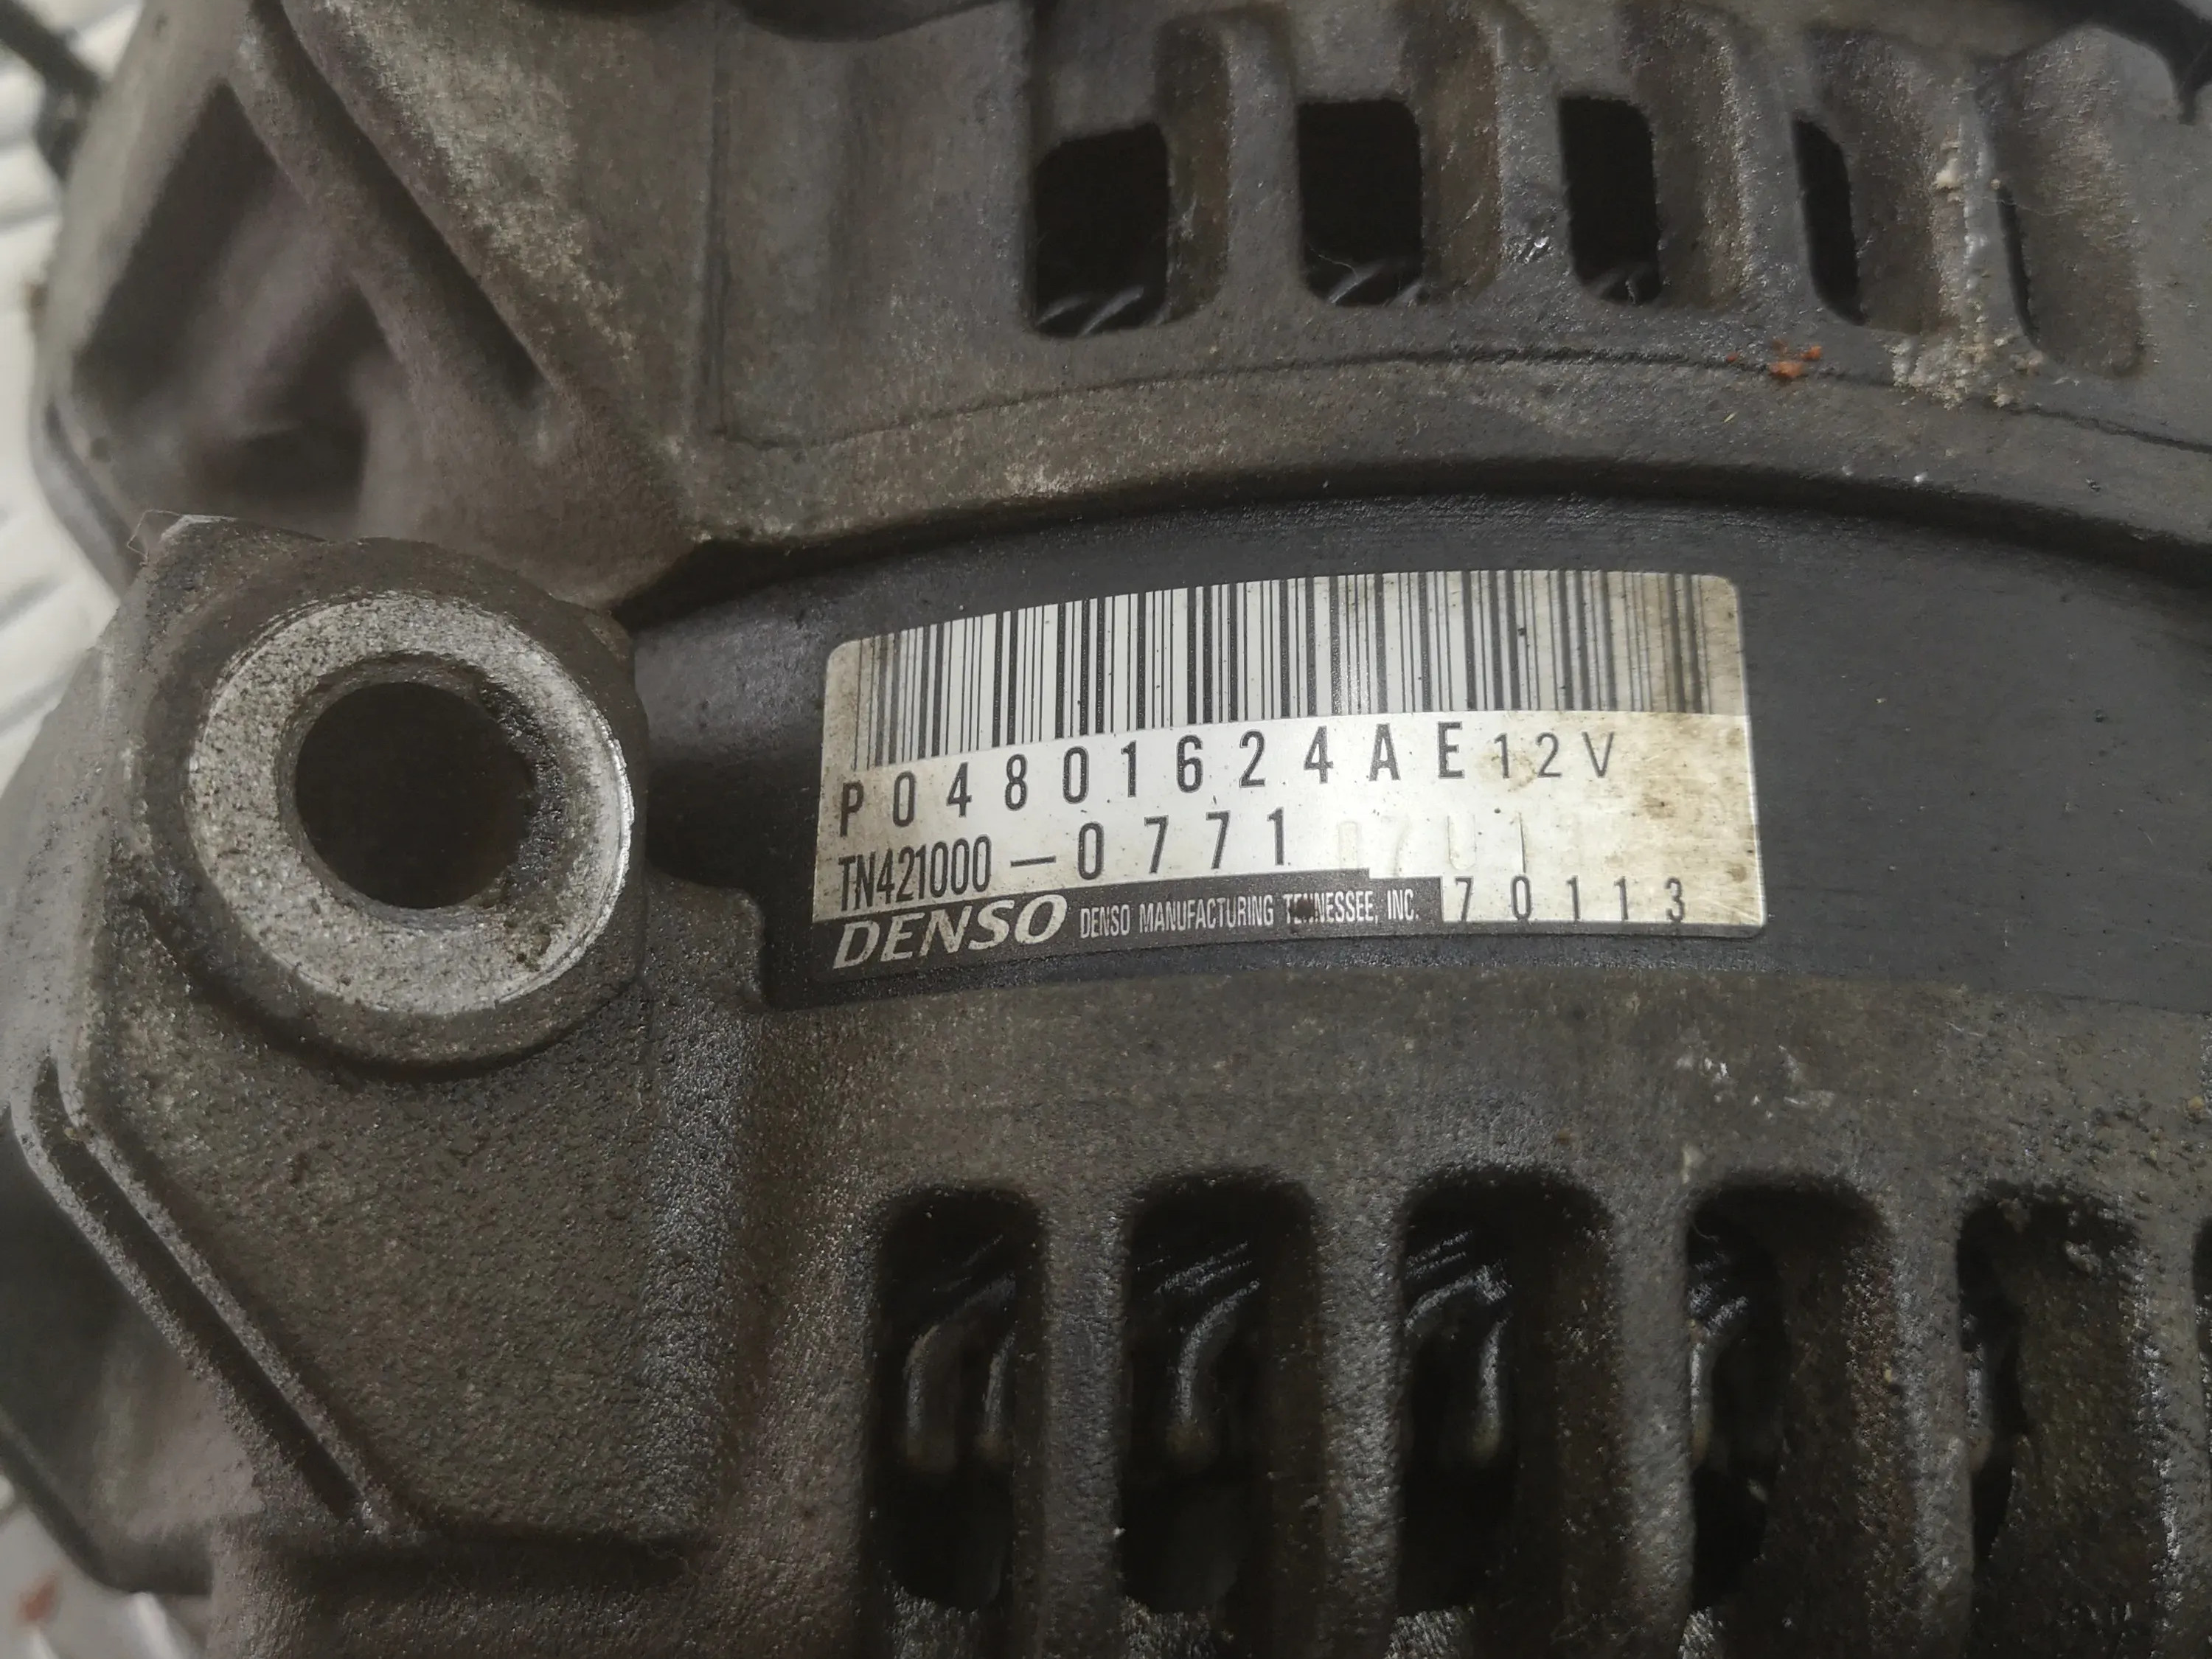 P04801624AE 12V
TN421000-0771
DENSO DENSO MANUFACTURING TENNESSEE, INC. 70113